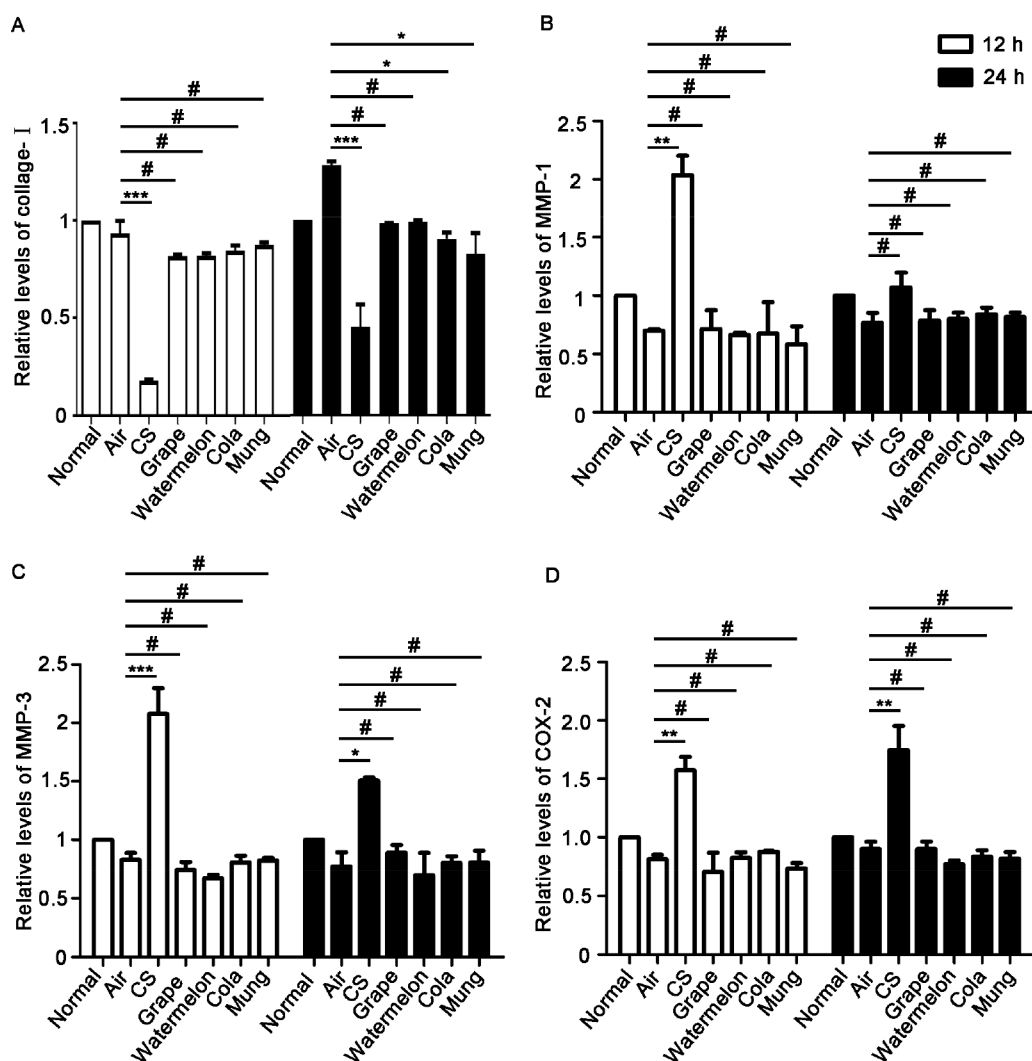 A
Relative levels of collage- I
1.5
1
0.5
0
#
#
#
#
***
*
*
#
#
***
Normal
Air
CS
Grape
Watermelon
Cola
Mung
Normal
Air
CS
Grape
Watermelon
Cola
Mung
B
12 h
24 h
Relative levels of MMP-1
2.5
2
1.5
1
0.5
0
#
#
#
#
**
#
#
#
#
#
Normal
Air
CS
Grape
Watermelon
Cola
Mung
Normal
Air
CS
Grape
Watermelon
Cola
Mung
C
Relative levels of MMP-3
2.5
2
1.5
1
0.5
0
#
#
#
#
***
#
#
#
#
*
Normal
Air
CS
Grape
Watermelon
Cola
Mung
Normal
Air
CS
Grape
Watermelon
Cola
Mung
D
Relative levels of COX-2
2.5
2.0
1.5
1.0
0.5
0
#
#
#
#
**
#
#
#
#
**
Normal
Air
CS
Grape
Watermelon
Cola
Mung
Normal
Air
CS
Grape
Watermelon
Cola
Mung